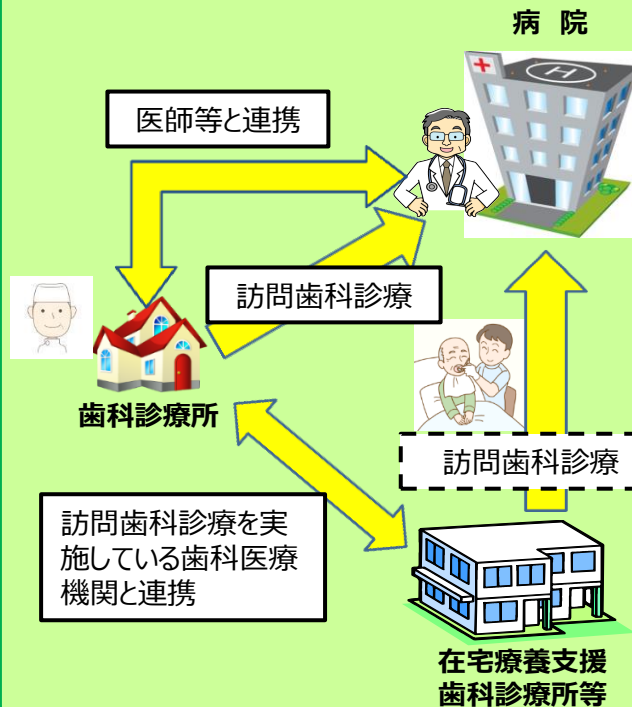 病 院
医師等と連携
訪問歯科診療
歯科診療所
訪問歯科診療
訪問歯科診療を実
施している歯科医療
機関と連携
在宅療養支援
歯科診療所等
H